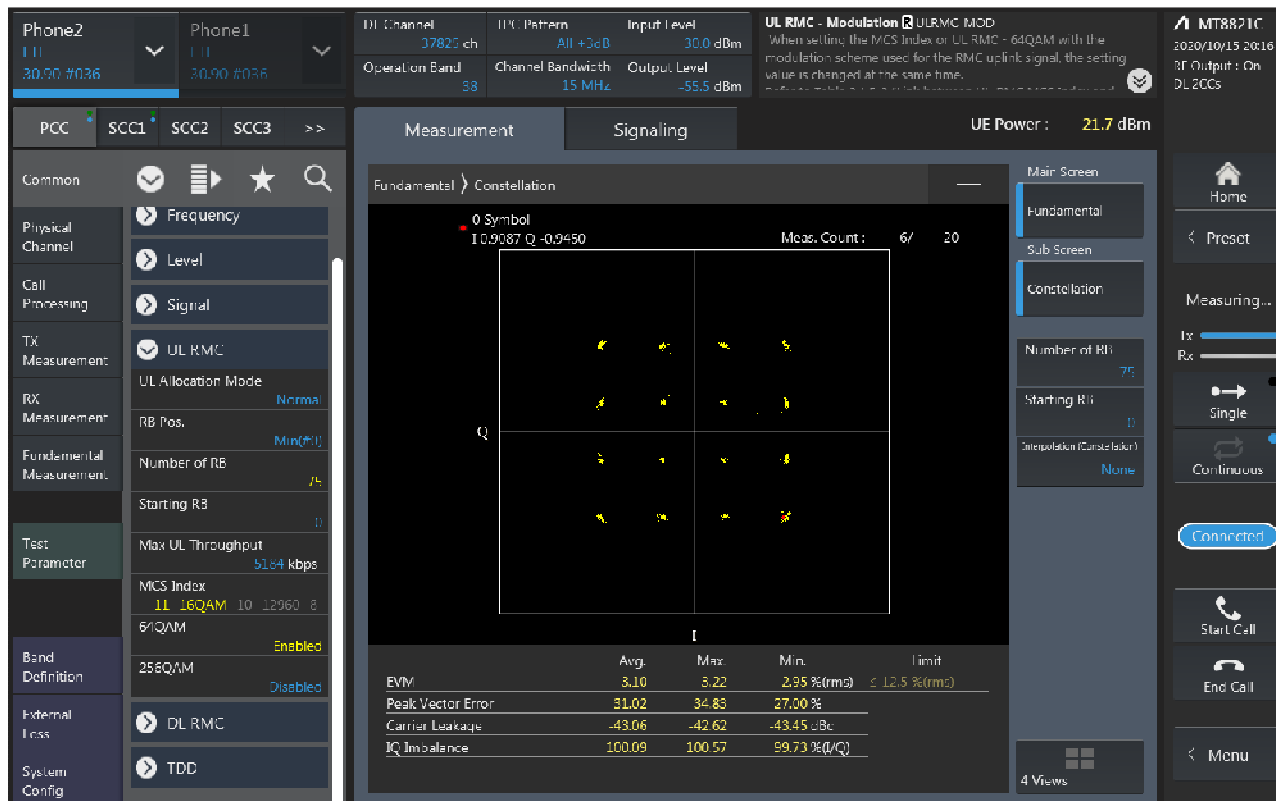 Phone2
LTE
30.90 #036
Phone1
LTE
30.90 #036
DL Channel
37825 ch
TPC Pattern
All +3dB
Input Level
30.0 dBm
Operation Band
38
Channel Bandwidth
15 MHz
Output Level
-55.5 dBm
UL RMC - Modulation R ULRMC_MOD
When setting the MCS Index or UL RMC - 64QAM with the
modulation scheme used for the RMC uplink signal, the setting
value is changed at the same time.
MT8821C
2020/10/15 20:16
RF Output : On
DL 2CCs
PCC
SCC1
SCC2
SCC3
>>
Measurement
Signaling
UE Power :
21.7 dBm
Common
Physical
Channel
Call
Processing
TX
Measurement
RX
Measurement
Fundamental
Measurement
Test
Parameter
Band
Definition
External
Loss
System
Config
Frequency
Level
Signal
UL RMC
UL Allocation Mode
Normal
RB Pos.
Min(#0)
Number of RB
75
Starting RB
0
Max UL Throughput
5184 kbps
MCS Index
11 16QAM 10 12960 8
64QAM
Enabled
256QAM
Disabled
DL RMC
TDD
Fundamental
Constellation
0 Symbol
I 0.9087 Q -0.9450
Meas. Count : 6/ 20
Q
I
Avg. Max. Min. Limit
EVM 3.10 3.22 2.95 %(rms) ≤ 12.5 %(rms)
Peak Vector Error 31.02 34.83 27.00 %
Carrier Leakage -43.06 -42.62 -43.45 dBc
IQ Imbalance 100.09 100.57 99.73 %(I/Q)
Main Screen
Fundamental
Sub Screen
Constellation
Number of RB
75
Starting RB
0
Interpolation (Constellation)
None
4 Views
Home
Preset
Measuring...
Tx
Rx
Single
Continuous
Connected
Start Call
End Call
Menu